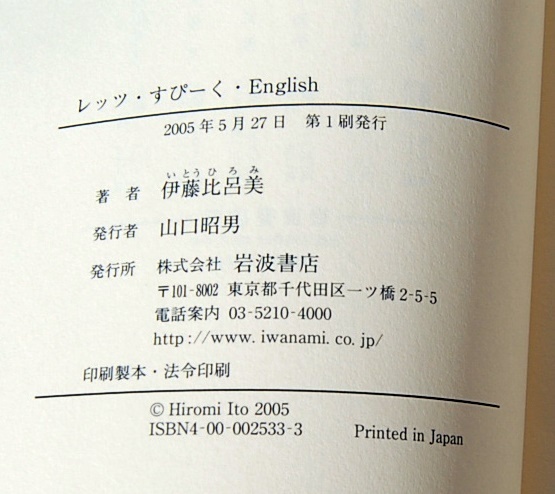 レッツ・すぴーく・English
2005年5月27日 第1刷発行
いとうひろみ
著者 伊藤比呂美
発行者 山口昭男
発行所 株式会社 岩波書店
〒101-8002 東京都千代田区一ツ橋2-5-5
電話案内 03-5210-4000
http://www.iwanami.co.jp/
印刷製本・法令印刷
© Hiromi Ito 2005
ISBN4-00-002533-3 Printed in Japan